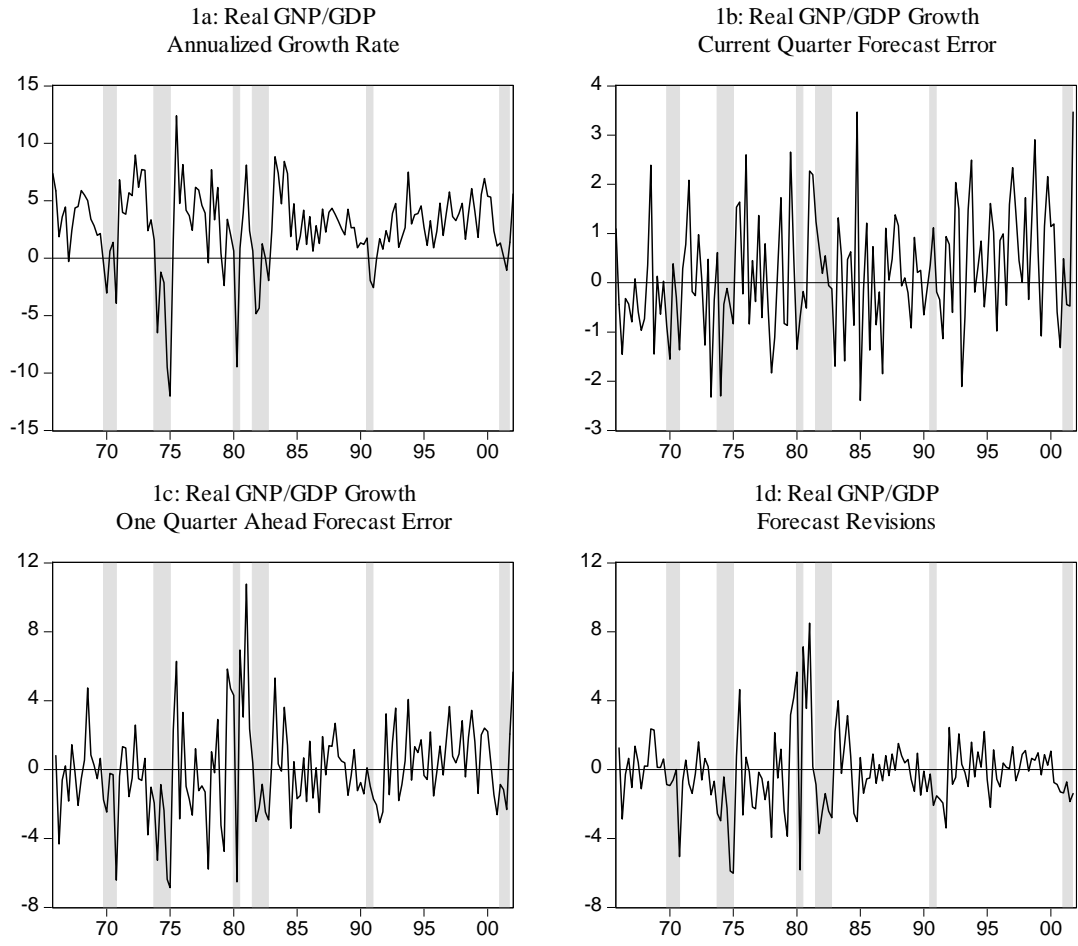 1a: Real GNP/GDP
Annualized Growth Rate
15
10
5
0
-5
-10
-15
70 75 80 85 90 95 00
1b: Real GNP/GDP Growth
Current Quarter Forecast Error
4
3
2
1
0
-1
-2
-3
70 75 80 85 90 95 00
1c: Real GNP/GDP Growth
One Quarter Ahead Forecast Error
12
8
4
0
-4
-8
70 75 80 85 90 95 00
1d: Real GNP/GDP
Forecast Revisions
12
8
4
0
-4
-8
70 75 80 85 90 95 00